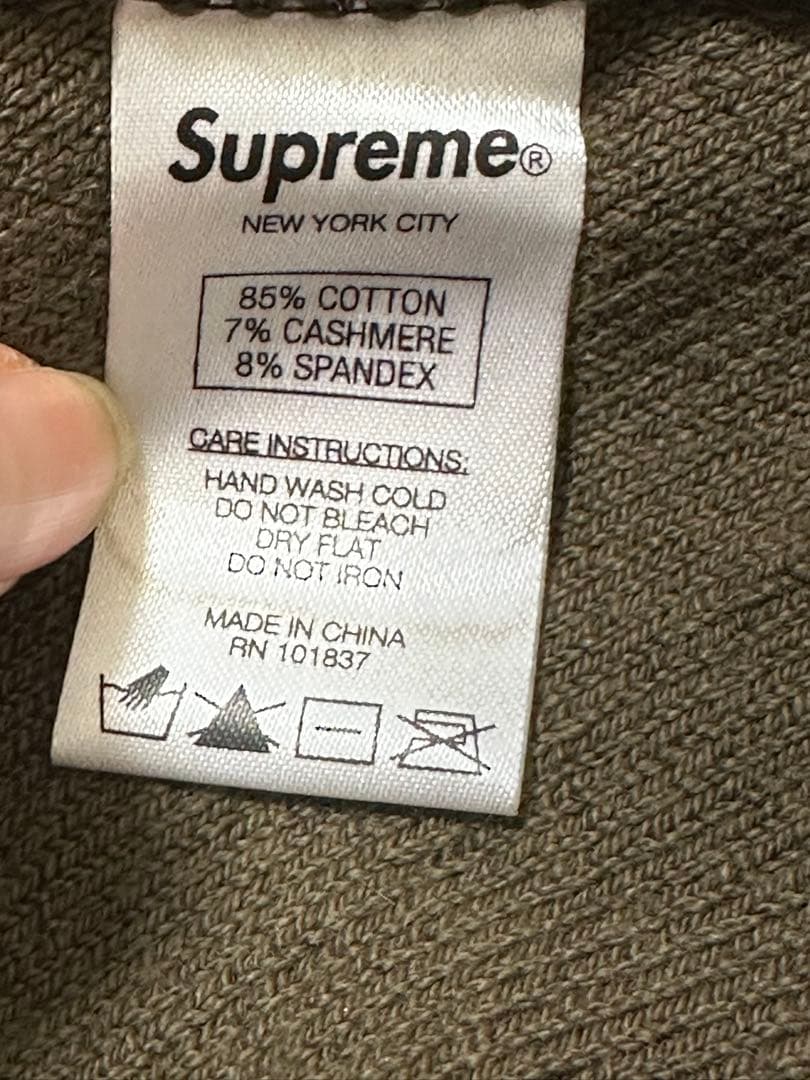 Supreme®
NEW YORK CITY
85% COTTON
7% CASHMERE
8% SPANDEX
CARE INSTRUCTIONS:
HAND WASH COLD
DO NOT BLEACH
DRY FLAT
DO NOT IRON
MADE IN CHINA
RN 101837